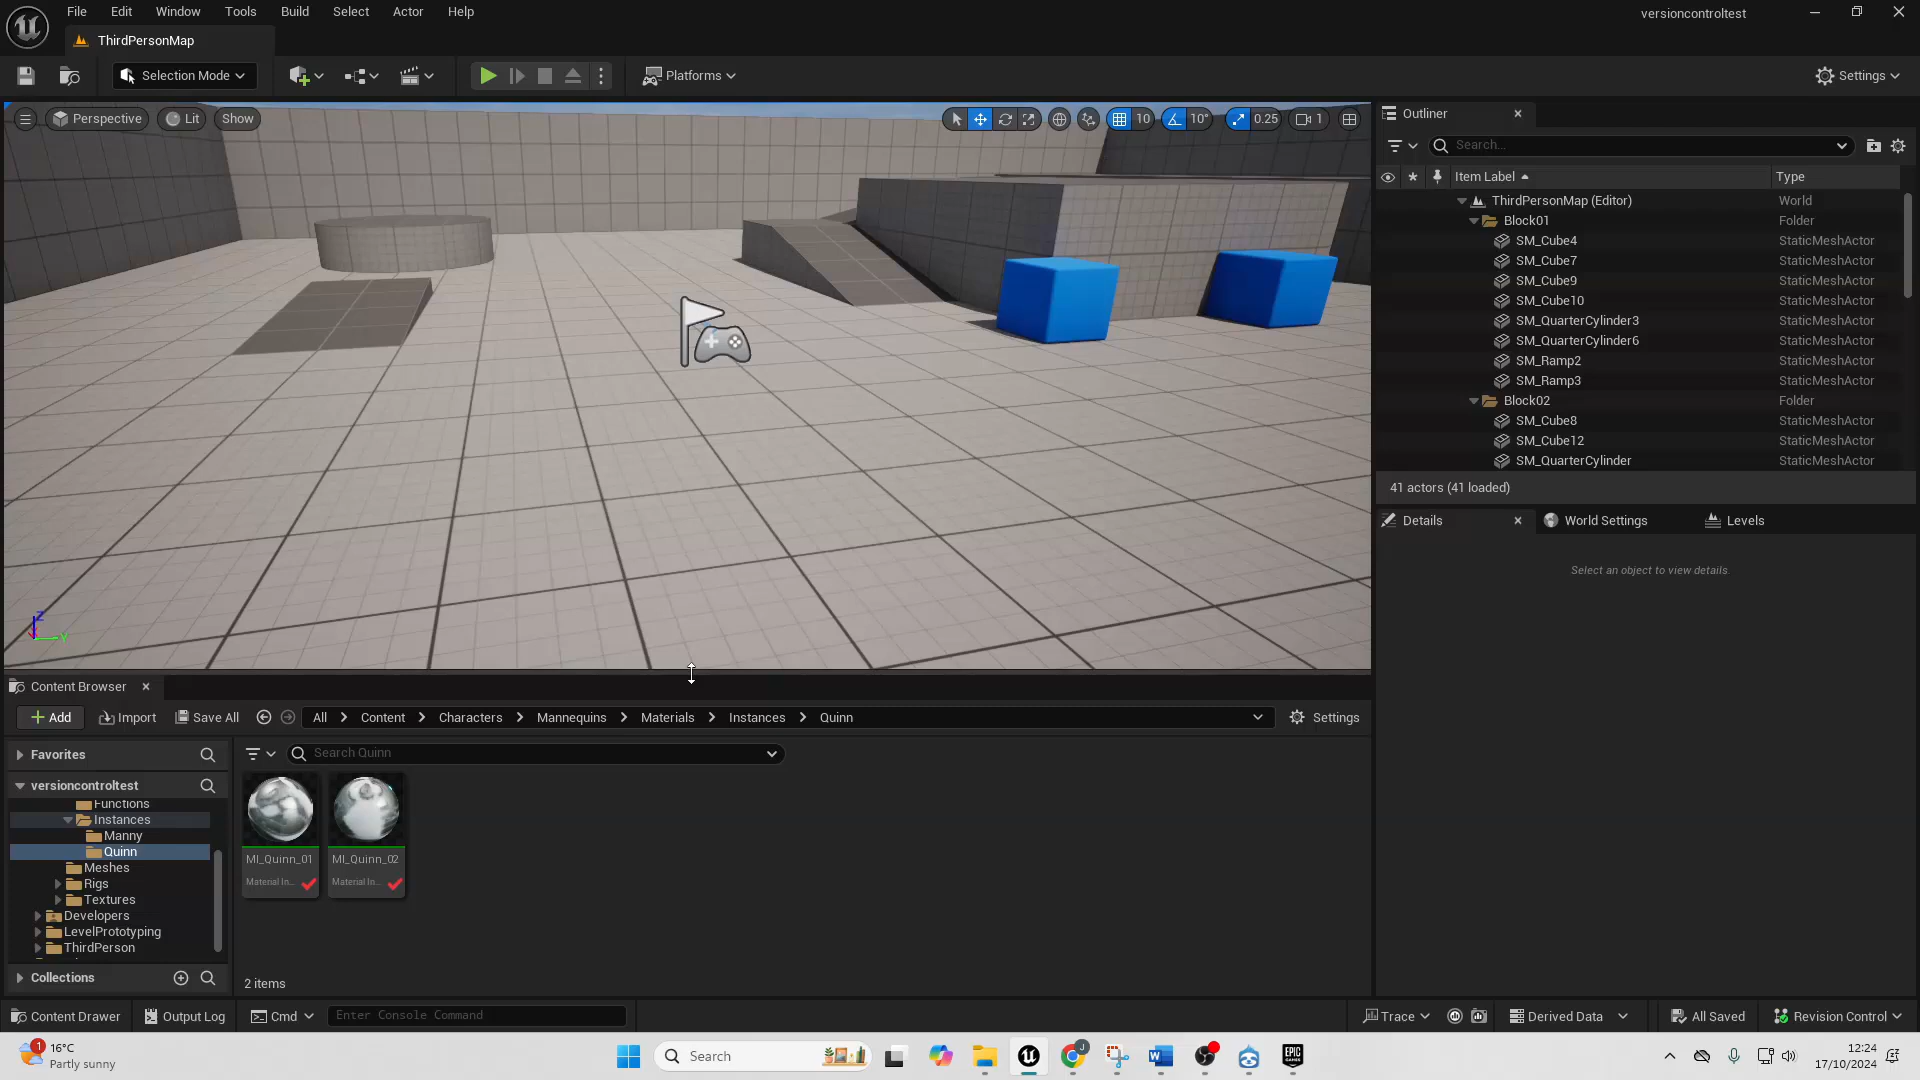 File Edit Window Tools Build Select Actor Help
versioncontroltest
ThirdPersonMap
Selection Mode
Platforms
Settings
Perspective Lit Show
10 10° 0.25 1
Outliner
Search...
Item Label Type
ThirdPersonMap (Editor) World
Block01 Folder
SM_Cube4 StaticMeshActor
SM_Cube7 StaticMeshActor
SM_Cube9 StaticMeshActor
SM_Cube10 StaticMeshActor
SM_QuarterCylinder3 StaticMeshActor
SM_QuarterCylinder6 StaticMeshActor
SM_Ramp2 StaticMeshActor
SM_Ramp3 StaticMeshActor
Block02 Folder
SM_Cube8 StaticMeshActor
SM_Cube12 StaticMeshActor
SM_QuarterCylinder StaticMeshActor
41 actors (41 loaded)
Details World Settings Levels
Select an object to view details.
Z
Y
Content Browser
Add Import Save All All Content Characters Mannequins Materials Instances Quinn Settings
Favorites
Search Quinn
versioncontroltest
Functions
Instances
Manny
Quinn
Meshes
Rigs
Textures
Developers
LevelPrototyping
ThirdPerson
Collections
MI_Quinn_01 MI_Quinn_02
Material In... Material In...
2 items
Content Drawer Output Log Cmd Enter Console Command Trace Derived Data All Saved Revision Control
1
16°C
Partly sunny
Search
J
EPIC GAMES
12:24
17/10/2024